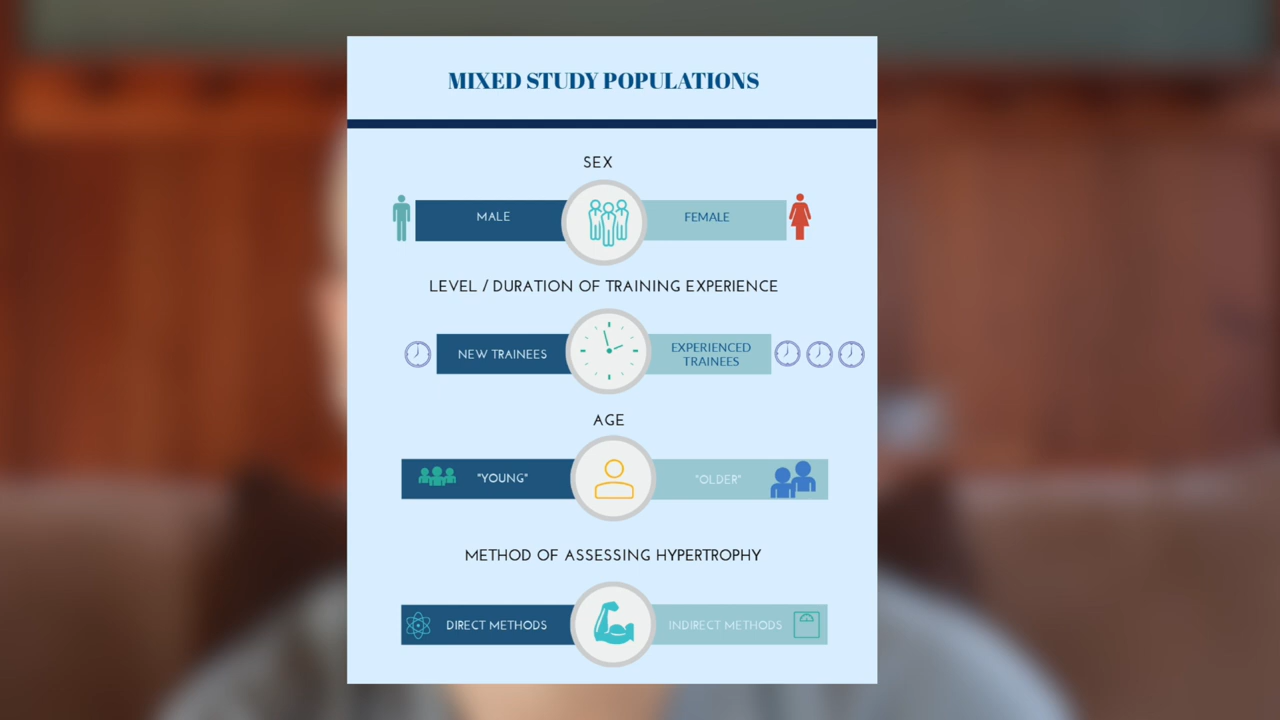 MIXED STUDY POPULATIONS
SEX
MALE
FEMALE
LEVEL / DURATION OF TRAINING EXPERIENCE
NEW TRAINEES
EXPERIENCED
TRAINEES
AGE
"YOUNG"
"OLDER"
METHOD OF ASSESSING HYPERTROPHY
DIRECT METHODS
INDIRECT METHODS